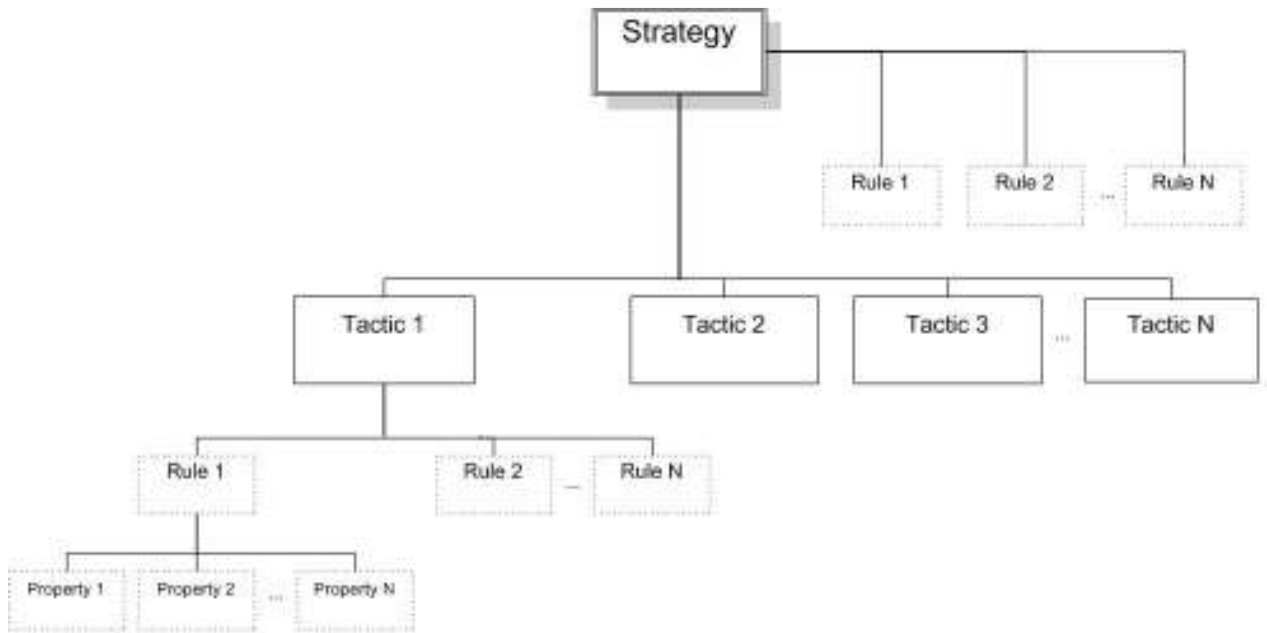 Strategy
Rule 1
Rule 2
...
Rule N
Tactic 1
Tactic 2
Tactic 3
...
Tactic N
Rule 1
Rule 2
...
Rule N
Property 1
Property 2
...
Property N